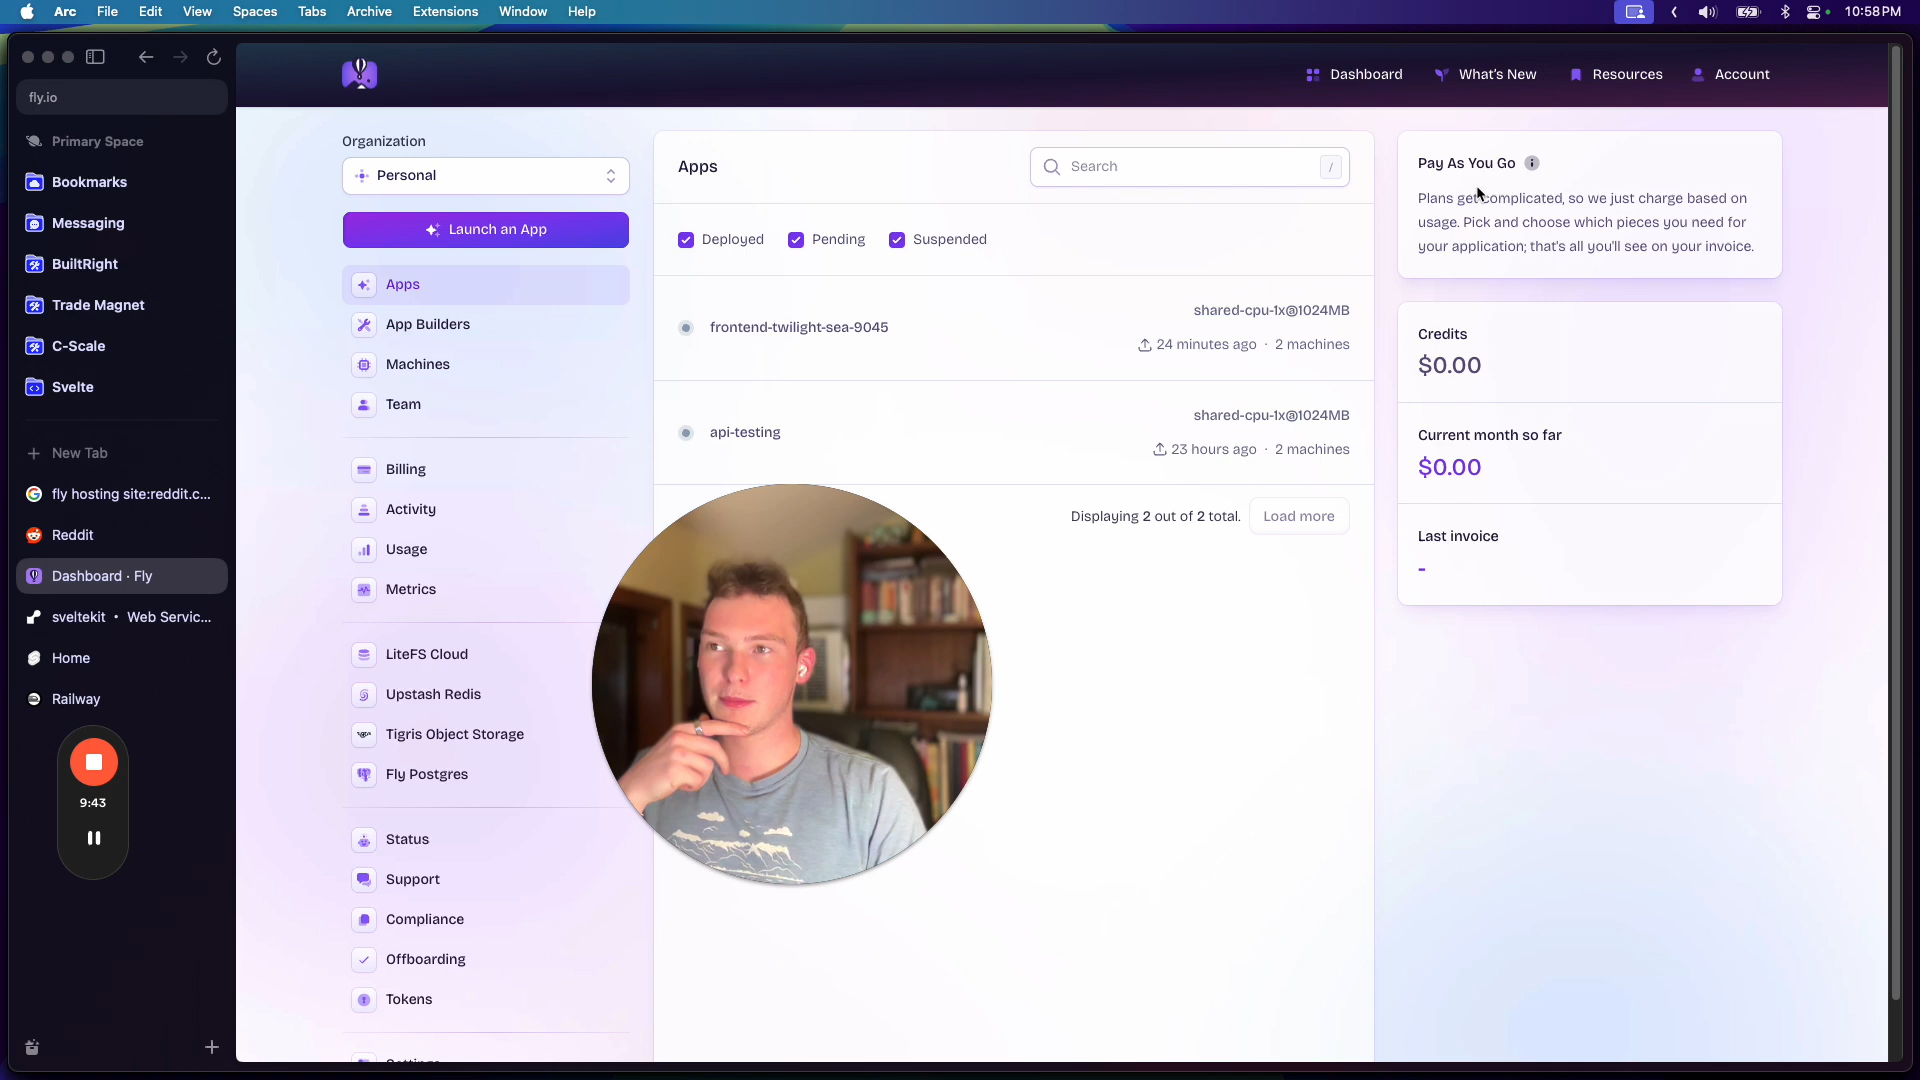 Arc File Edit View Spaces Tabs Archive Extensions Window Help
10:58 PM
fly.io
Primary Space
Bookmarks
Messaging
BuiltRight
Trade Magnet
C-Scale
Svelte
New Tab
fly hosting site:reddit.c...
Reddit
Dashboard · Fly
sveltekit • Web Servic...
Home
Railway
9:43
Dashboard What's New Resources Account
Organization
Personal
Launch an App
Apps
App Builders
Machines
Team
Billing
Activity
Usage
Metrics
LiteFS Cloud
Upstash Redis
Tigris Object Storage
Fly Postgres
Status
Support
Compliance
Offboarding
Tokens
Settings
Apps
Search /
Deployed Pending Suspended
frontend-twilight-sea-9045
shared-cpu-1x@1024MB
24 minutes ago · 2 machines
api-testing
shared-cpu-1x@1024MB
23 hours ago · 2 machines
Displaying 2 out of 2 total. Load more
Pay As You Go
Plans get complicated, so we just charge based on
usage. Pick and choose which pieces you need for
your application; that's all you'll see on your invoice.
Credits
$0.00
Current month so far
$0.00
Last invoice
-